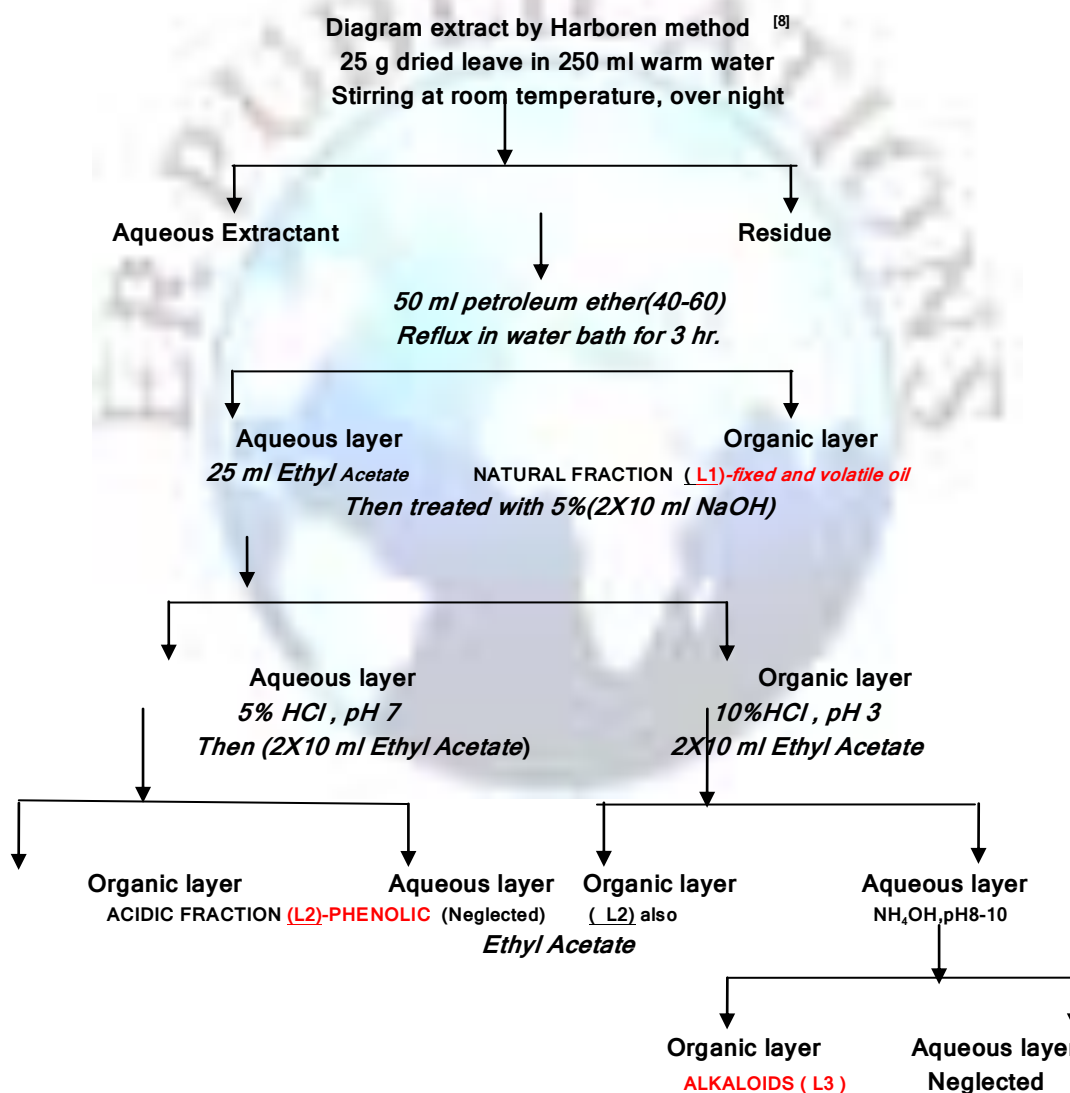 Diagram extract by Harboren method [8]
25 g dried leave in 250 ml warm water
Stirring at room temperature, over night
Aqueous Extractant Residue
50 ml petroleum ether(40-60)
Reflux in water bath for 3 hr.
Aqueous layer Organic layer
25 ml Ethyl Acetate NATURAL FRACTION ( L1)-fixed and volatile oil
Then treated with 5%(2X10 ml NaOH)
Aqueous layer Organic layer
5% HCl , pH 7 10%HCl , pH 3
Then (2X10 ml Ethyl Acetate) 2X10 ml Ethyl Acetate
Organic layer Aqueous layer Organic layer Aqueous layer
ACIDIC FRACTION (L2)-PHENOLIC (Neglected) ( L2) also NH₄OH,pH8-10
Ethyl Acetate
Organic layer Aqueous layer
ALKALOIDS ( L3 ) Neglected